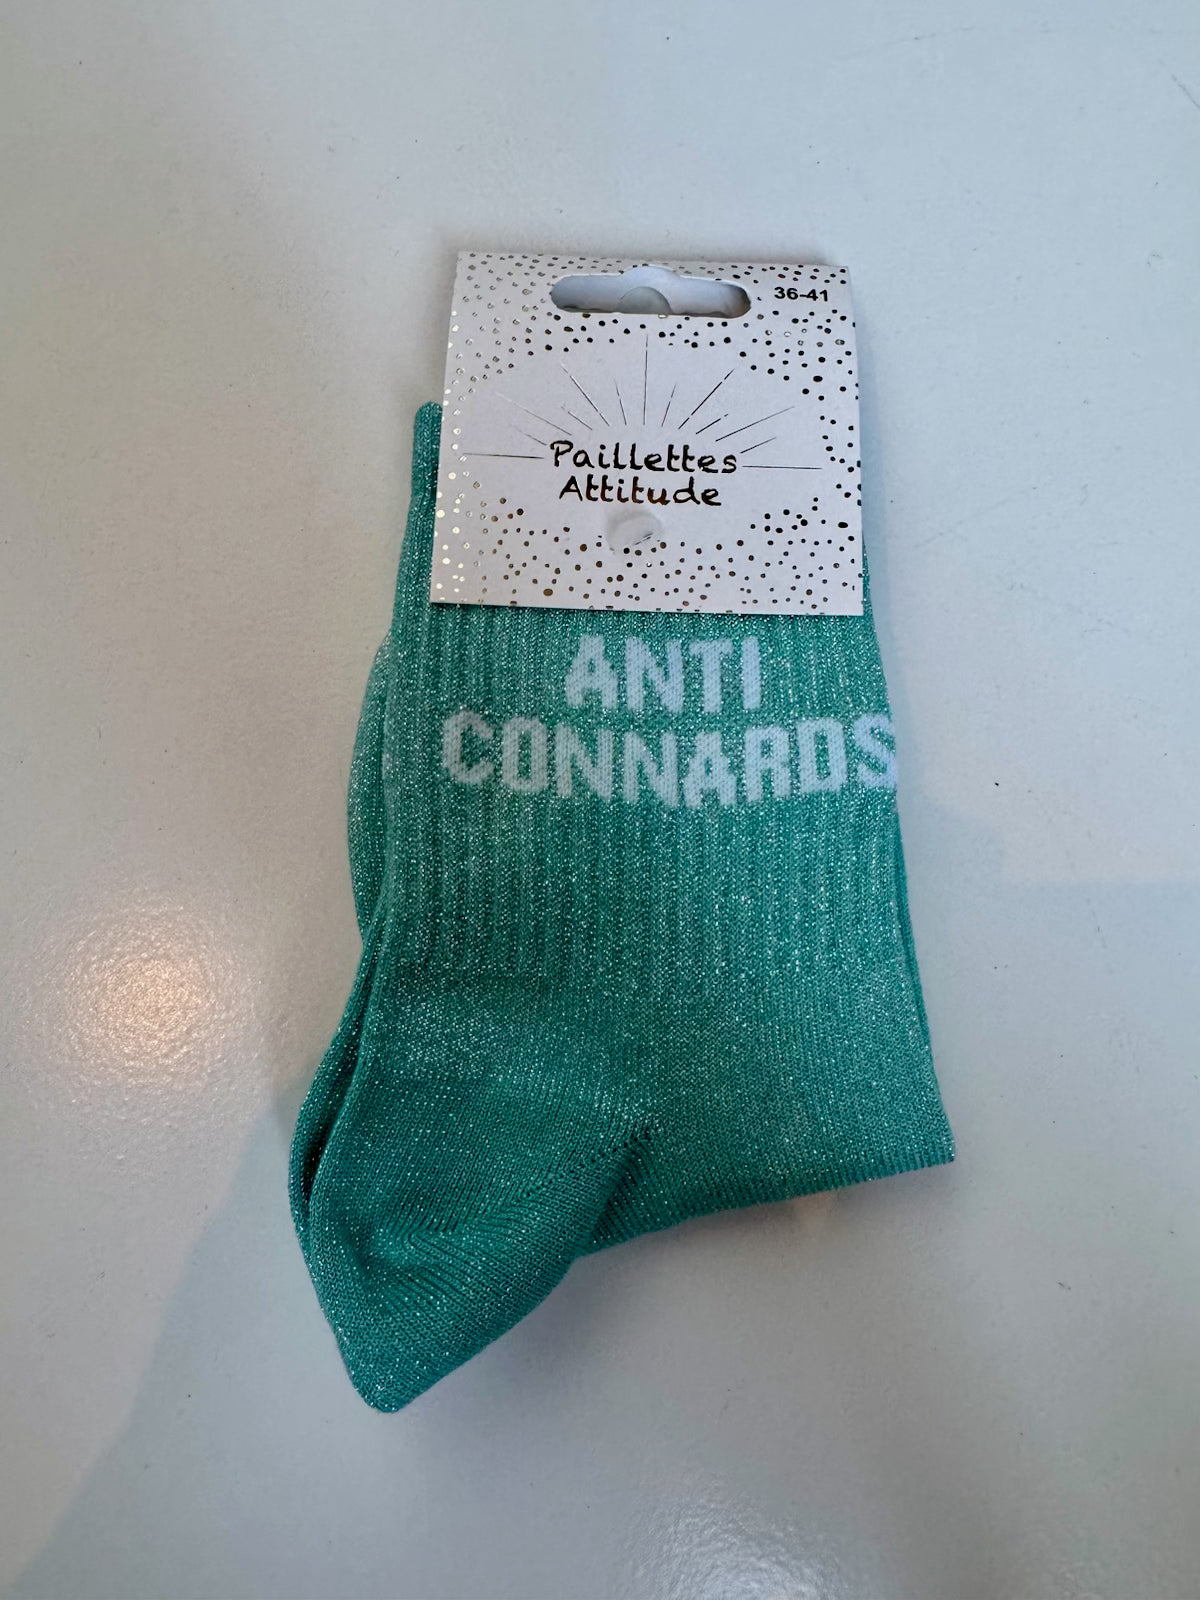 36-41
Paillettes
Attitude
ANTI
CONNARDS